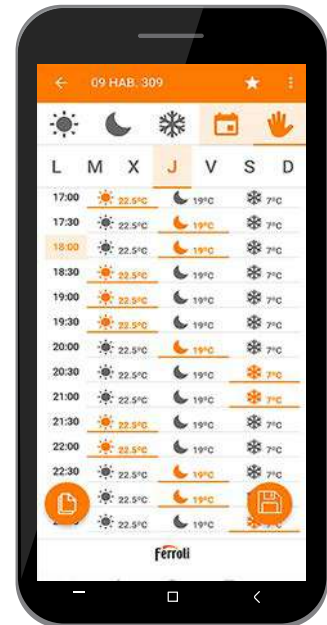 09 HAB. 309
L M X J V S D
17:00 22.5ºC 19ºC 7ºC
17:30 22.5ºC 19ºC 7ºC
18:00 22.5ºC 19ºC 7ºC
18:30 22.5ºC 19ºC 7ºC
19:00 22.5ºC 19ºC 7ºC
19:30 22.5ºC 19ºC 7ºC
20:00 22.5ºC 19ºC 7ºC
20:30 22.5ºC 19ºC 7ºC
21:00 22.5ºC 19ºC 7ºC
21:30 22.5ºC 19ºC 7ºC
22:00 22.5ºC 19ºC 7ºC
22:30 22.5ºC 19ºC 7ºC
22.5ºC 19ºC
22.5ºC 19ºC
ferroli